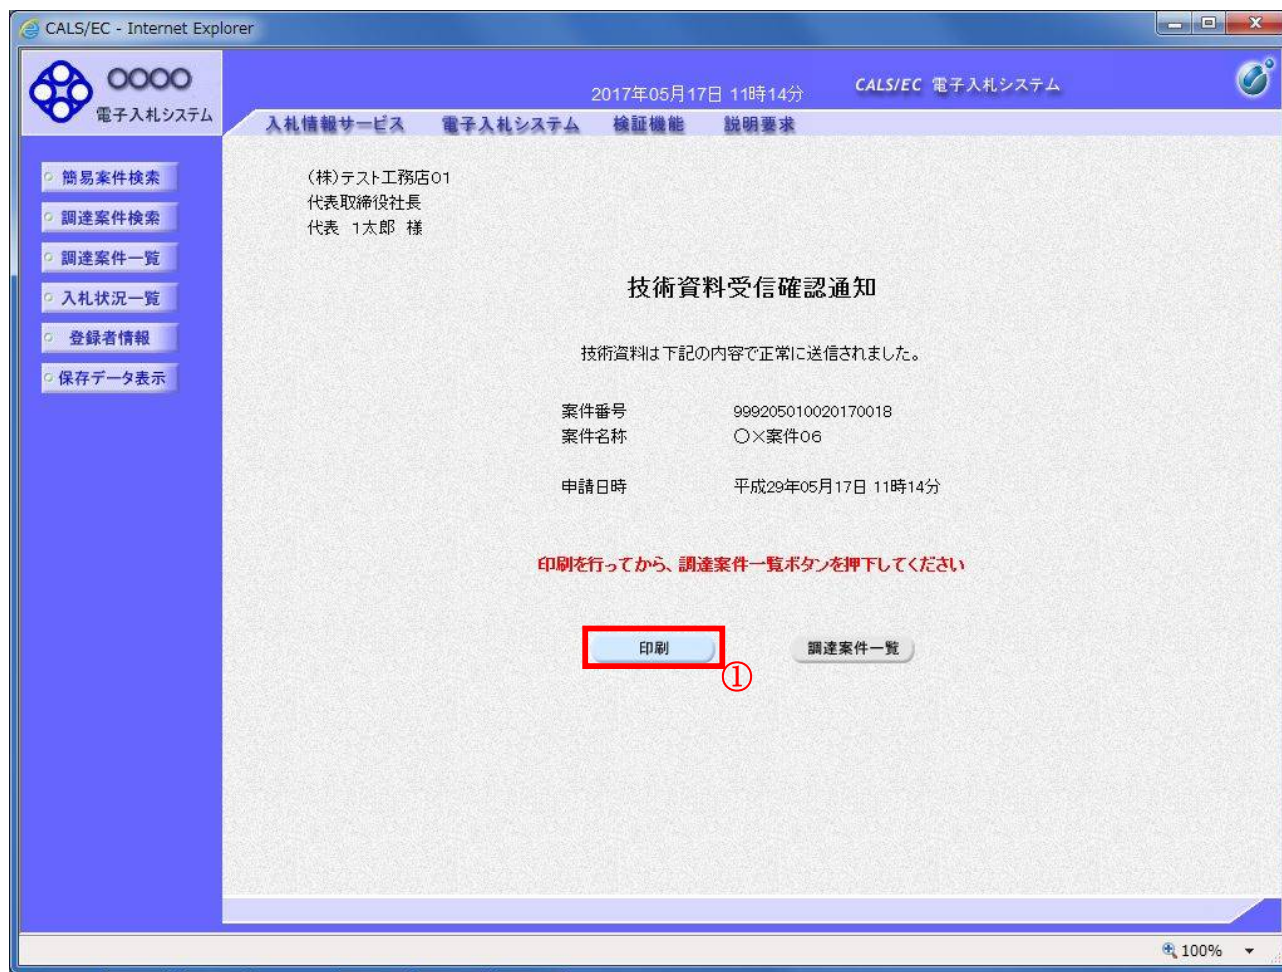 CALS/EC - Internet Explorer
○○○○
電子入札システム
2017年05月17日 11時14分
CALS/EC 電子入札システム
入札情報サービス 電子入札システム 検証機能 説明要求
簡易案件検索
調達案件検索
調達案件一覧
入札状況一覧
登録者情報
保存データ表示
(株)テスト工務店01
代表取締役社長
代表 1太郎 様
技術資料受信確認通知
技術資料は下記の内容で正常に送信されました。
案件番号 999205010020170018
案件名称 ○×案件06
申請日時 平成29年05月17日 11時14分
印刷を行ってから、調達案件一覧ボタンを押下してください
印刷 調達案件一覧
①
100%